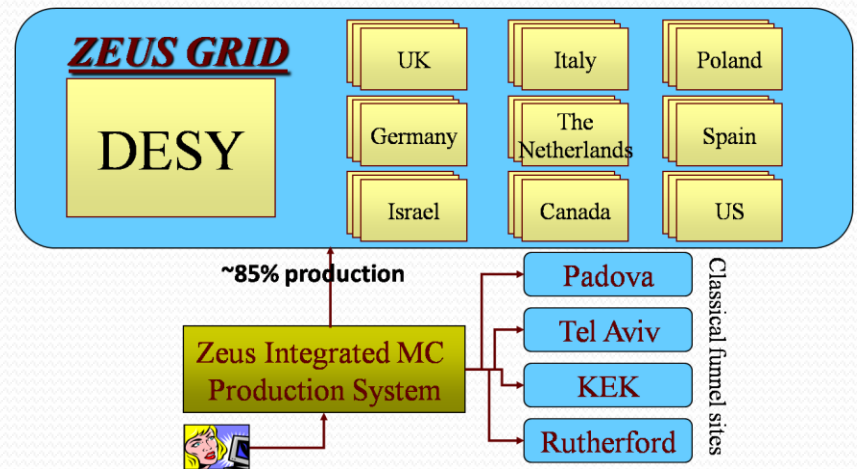 ZEUS GRID
DESY
UK
Italy
Poland
Germany
The
Netherlands
Spain
Israel
Canada
US
~85% production
Zeus Integrated MC
Production System
Padova
Tel Aviv
KEK
Rutherford
Classical funnel sites